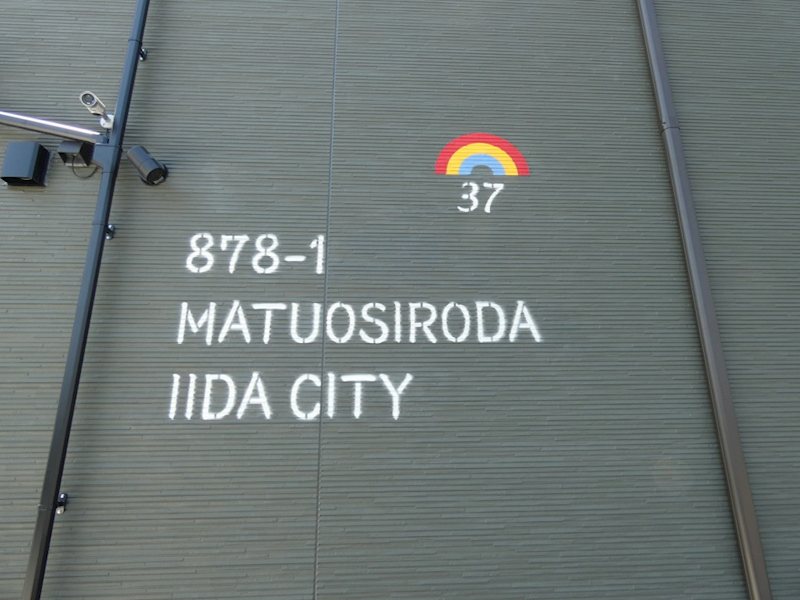 37
878-1
MATUOSIRODA
IIDA CITY